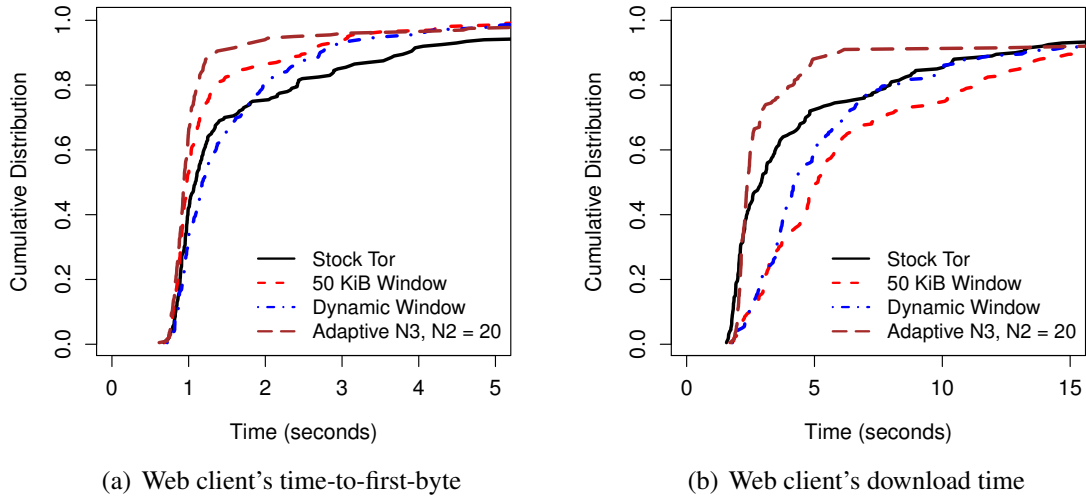 Cumulative Distribution
0.0 0.2 0.4 0.6 0.8 1.0
Stock Tor
50 KiB Window
Dynamic Window
Adaptive N3, N2 = 20
0 1 2 3 4 5
Time (seconds)
(a) Web client's time-to-first-byte
Cumulative Distribution
0.0 0.2 0.4 0.6 0.8 1.0
Stock Tor
50 KiB Window
Dynamic Window
Adaptive N3, N2 = 20
0 5 10 15
Time (seconds)
(b) Web client's download time